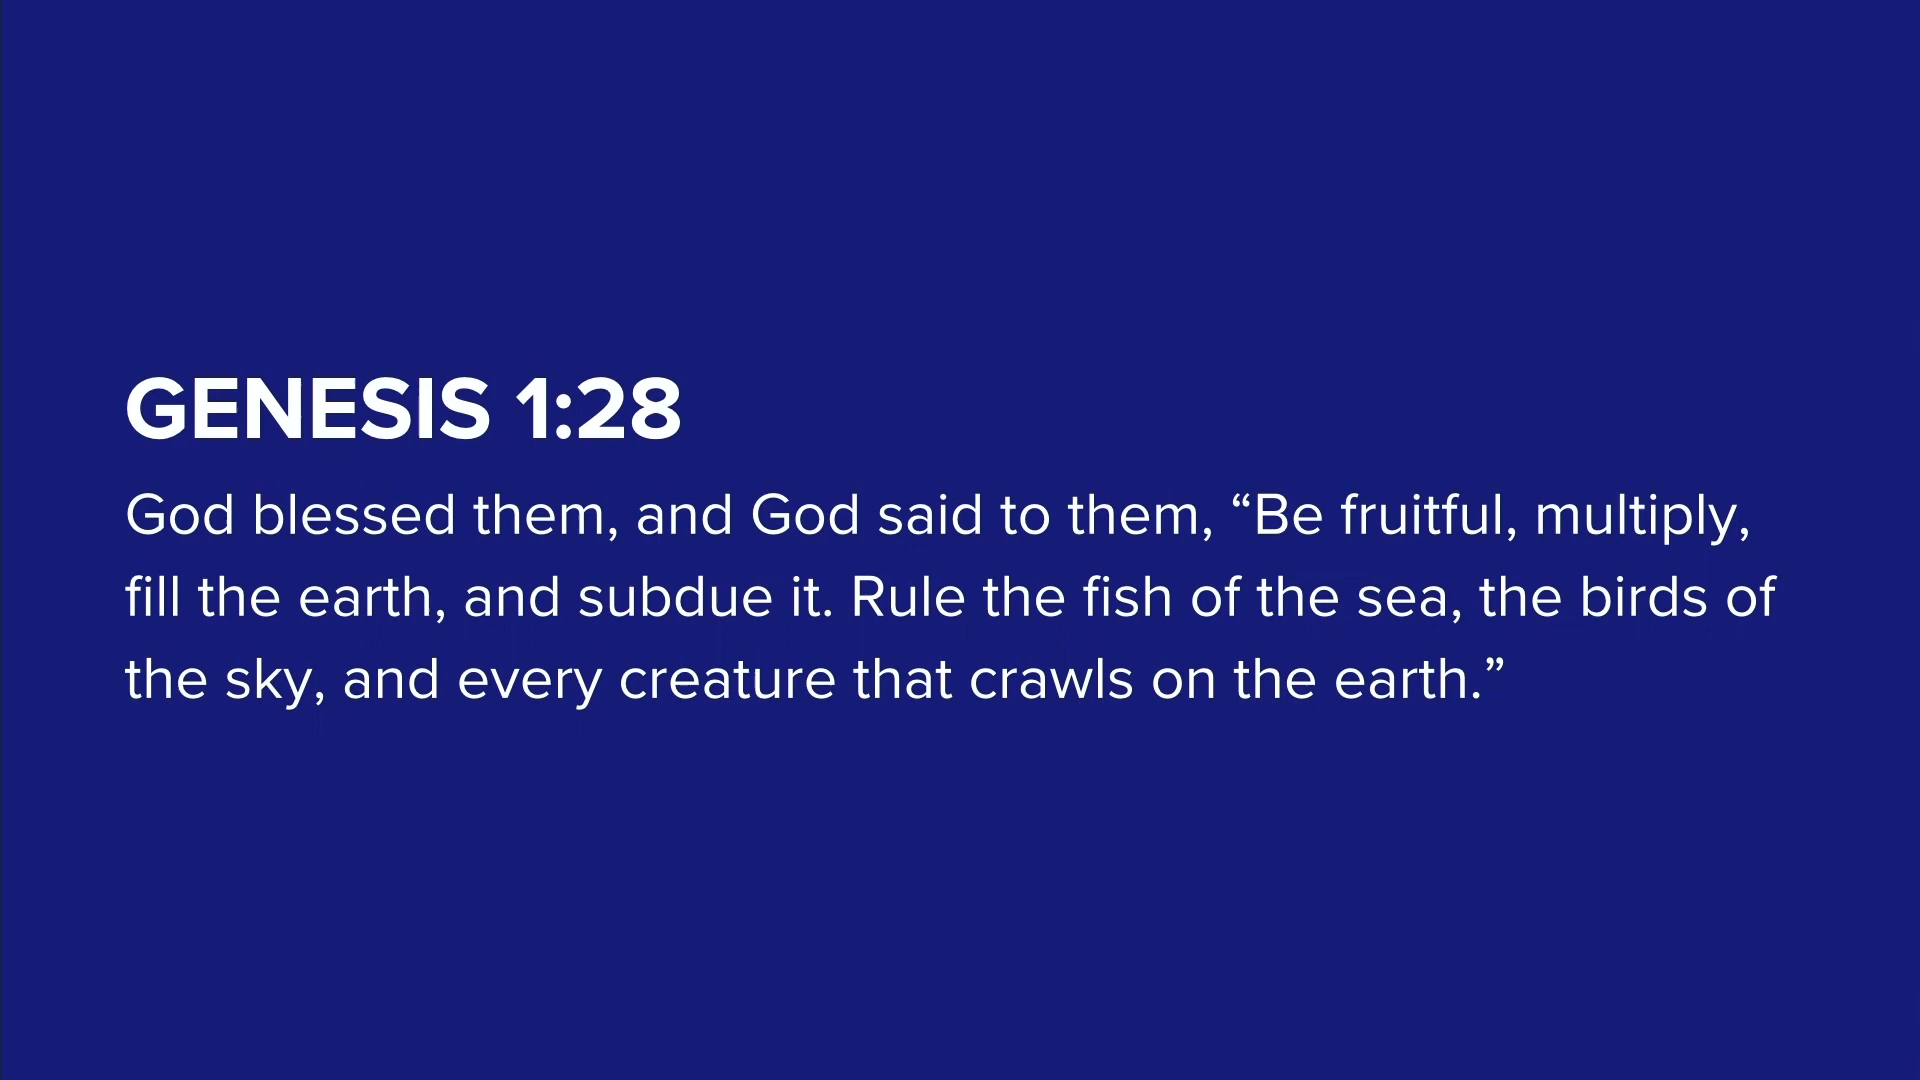 GENESIS 1:28
God blessed them, and God said to them, “Be fruitful, multiply,
fill the earth, and subdue it. Rule the fish of the sea, the birds of
the sky, and every creature that crawls on the earth.”